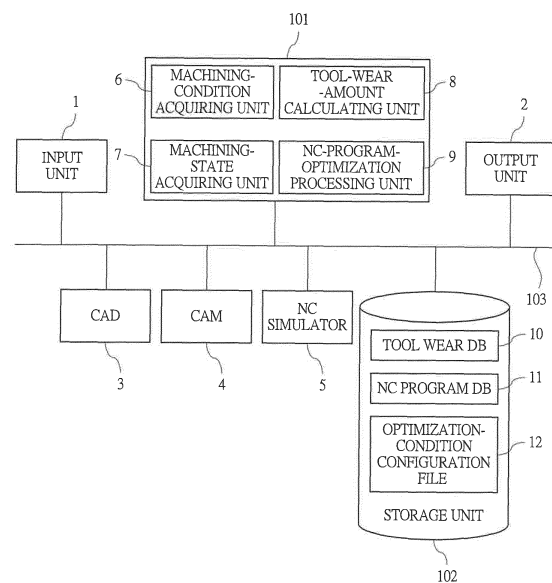 101
6
MACHINING-
CONDITION
ACQUIRING UNIT
TOOL-WEAR
-AMOUNT
CALCULATING UNIT
8
1
INPUT
UNIT
7
MACHINING-
STATE
ACQUIRING UNIT
NC-PROGRAM-
OPTIMIZATION
PROCESSING UNIT
9
2
OUTPUT
UNIT
103
CAD
3
CAM
4
NC
SIMULATOR
5
TOOL WEAR DB
10
NC PROGRAM DB
11
OPTIMIZATION-
CONDITION
CONFIGURATION
FILE
12
STORAGE UNIT
102